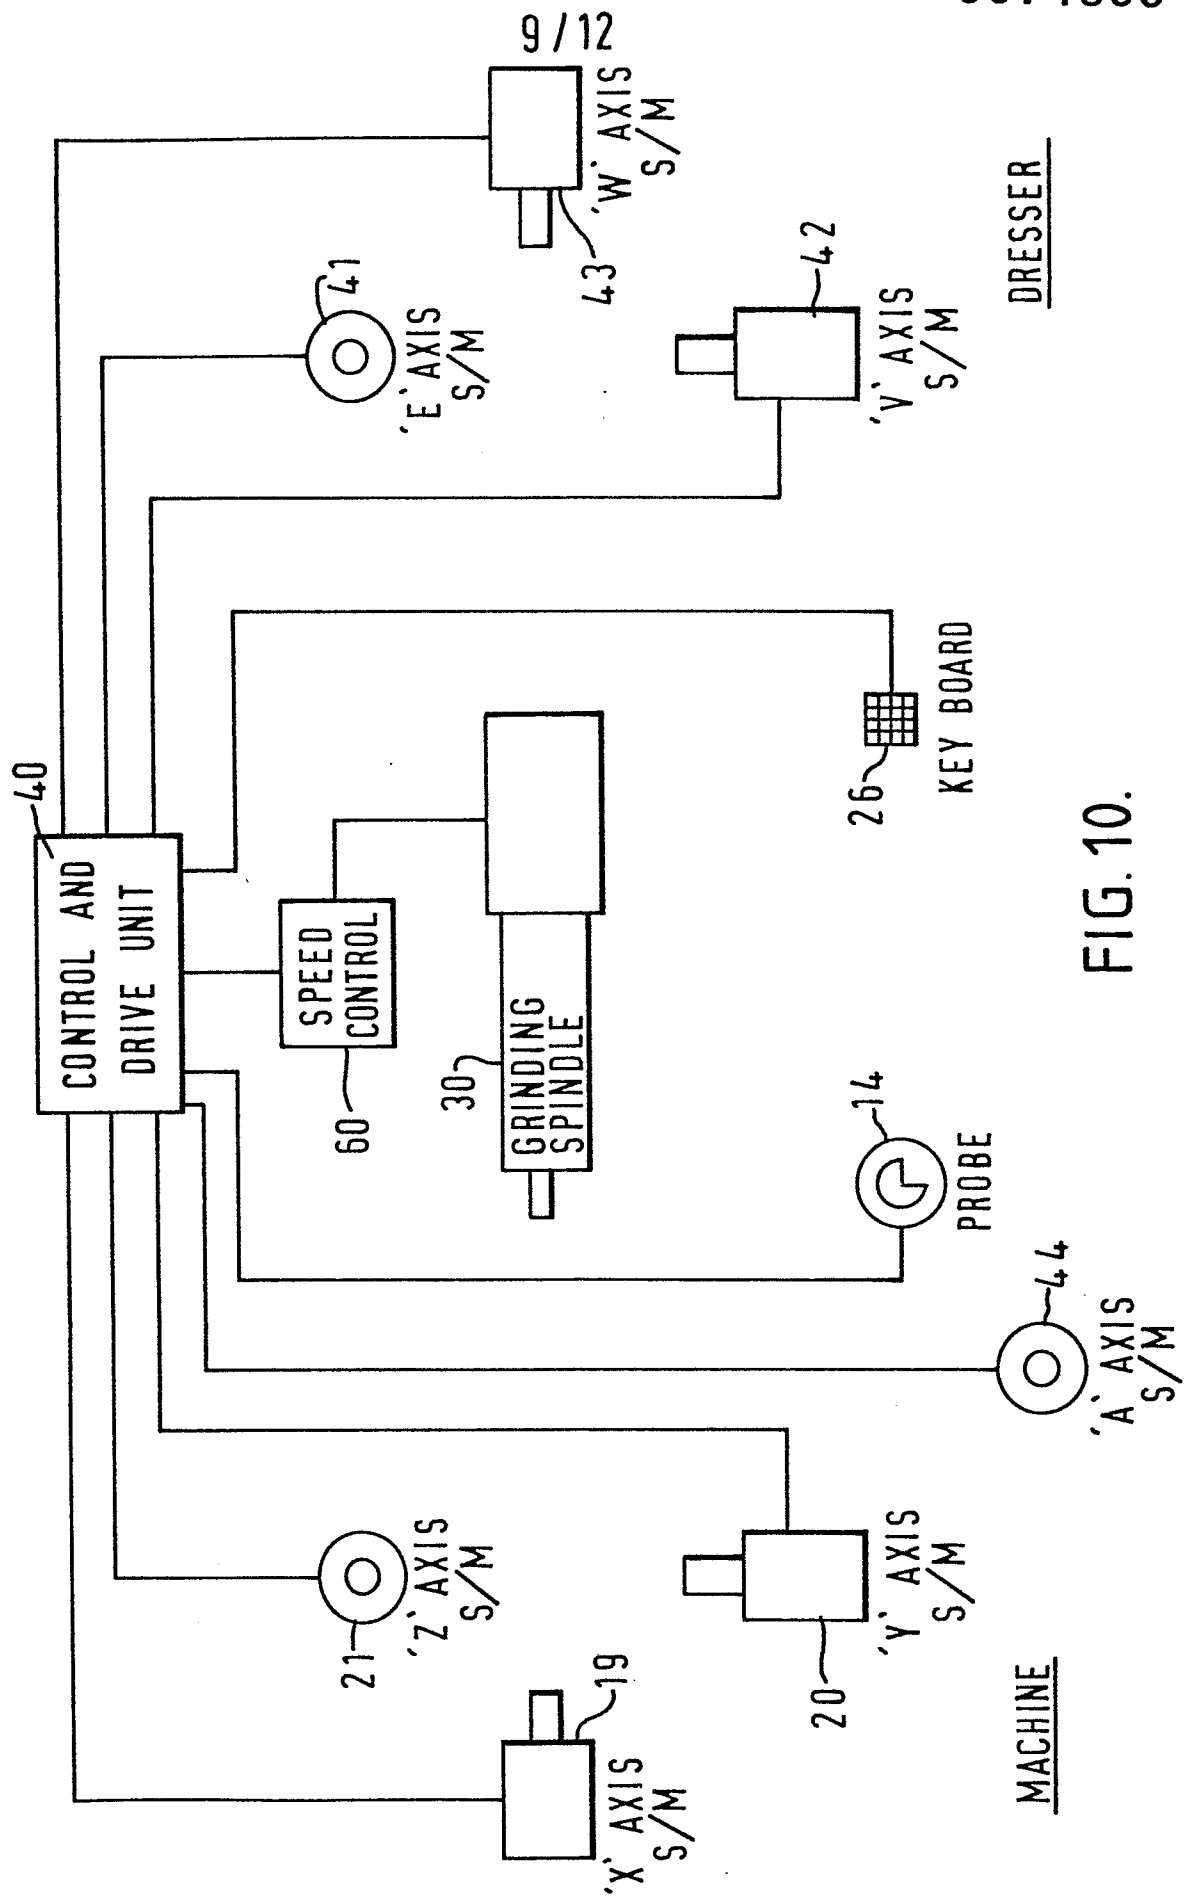 9/12
40
CONTROL AND
DRIVE UNIT
60
SPEED
CONTROL
30
GRINDING
SPINDLE
19
'X' AXIS
S/M
21
'Z' AXIS
S/M
20
'Y' AXIS
S/M
44
'A' AXIS
S/M
14
PROBE
26
KEY BOARD
41
'E' AXIS
S/M
42
'V' AXIS
S/M
43
'W' AXIS
S/M
MACHINE
DRESSER
FIG. 10.